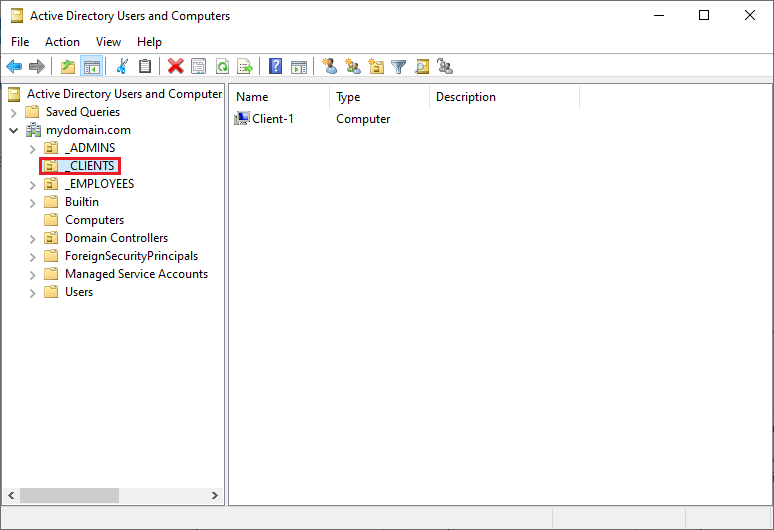 Active Directory Users and Computers
File Action View Help
Active Directory Users and Computer
Saved Queries
mydomain.com
_ADMINS
_CLIENTS
_EMPLOYEES
Builtin
Computers
Domain Controllers
ForeignSecurityPrincipals
Managed Service Accounts
Users
Name Type Description
Client-1 Computer